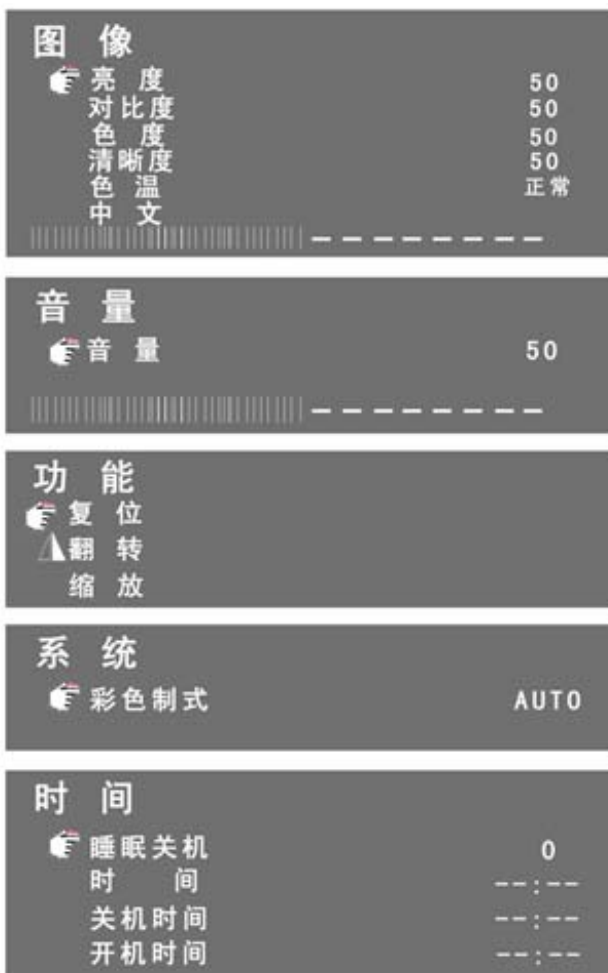 图 像
亮 度 50
对比度 50
色 度 50
清晰度 50
色 温 正常
中 文
音 量
音 量 50
功 能
复 位
翻 转
缩 放
系 统
彩色制式 AUTO
时 间
睡眠关机 0
时 间 --:--
关机时间 --:--
开机时间 --:--